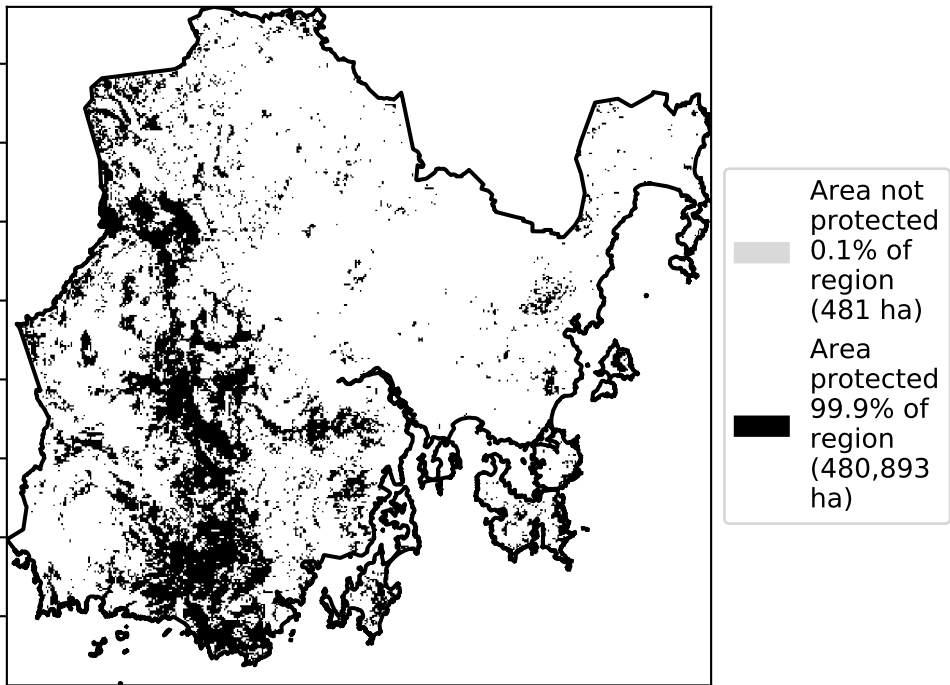 Area not
protected
0.1% of
region
(481 ha)
Area
protected
99.9% of
region
(480,893
ha)